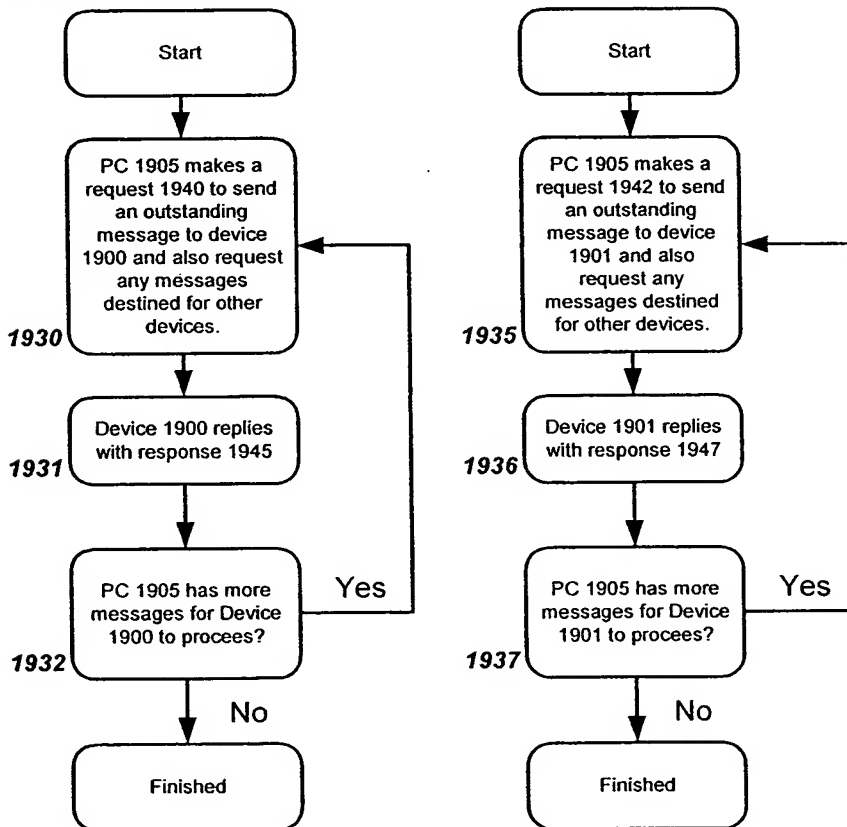 Start
PC 1905 makes a
request 1940 to send
an outstanding
message to device
1900 and also request
any messages
destined for other
devices.
1930
Device 1900 replies
with response 1945
1931
PC 1905 has more
messages for Device
1900 to procees?
1932
Yes
No
Finished
Start
PC 1905 makes a
request 1942 to send
an outstanding
message to device
1901 and also
request any
messages destined
for other devices.
1935
Device 1901 replies
with response 1947
1936
PC 1905 has more
messages for Device
1901 to procees?
1937
Yes
No
Finished